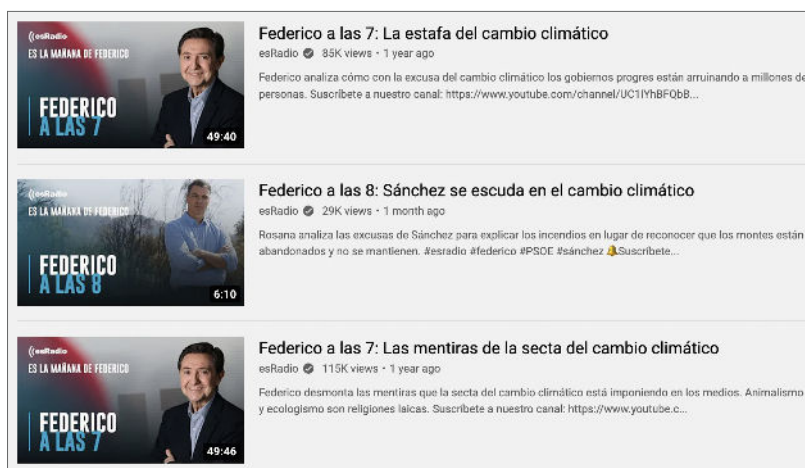 ((esRadio
ES LA MAÑANA DE FEDERICO
FEDERICO
A LAS 7
49:40
Federico a las 7: La estafa del cambio climático
esRadio 85K views • 1 year ago
Federico analiza cómo con la excusa del cambio climático los gobiernos progres están arruinando a millones de
personas. Suscríbete a nuestro canal: https://www.youtube.com/channel/UC1IYhBFQbB...
((esRadio
ES LA MAÑANA DE FEDERICO
FEDERICO
A LAS 8
6:10
Federico a las 8: Sánchez se escuda en el cambio climático
esRadio 29K views • 1 month ago
Rosana analiza las excusas de Sánchez para explicar los incendios en lugar de reconocer que los montes están
abandonados y no se mantienen. #esradio #federico #PSOE #sánchez 🔔Suscríbete...
((esRadio
ES LA MAÑANA DE FEDERICO
FEDERICO
A LAS 7
49:46
Federico a las 7: Las mentiras de la secta del cambio climático
esRadio 115K views • 1 year ago
Federico desmonta las mentiras que la secta del cambio climático está imponiendo en los medios. Animalismo
y ecologismo son religiones laicas. Suscríbete a nuestro canal: https://www.youtube.c...